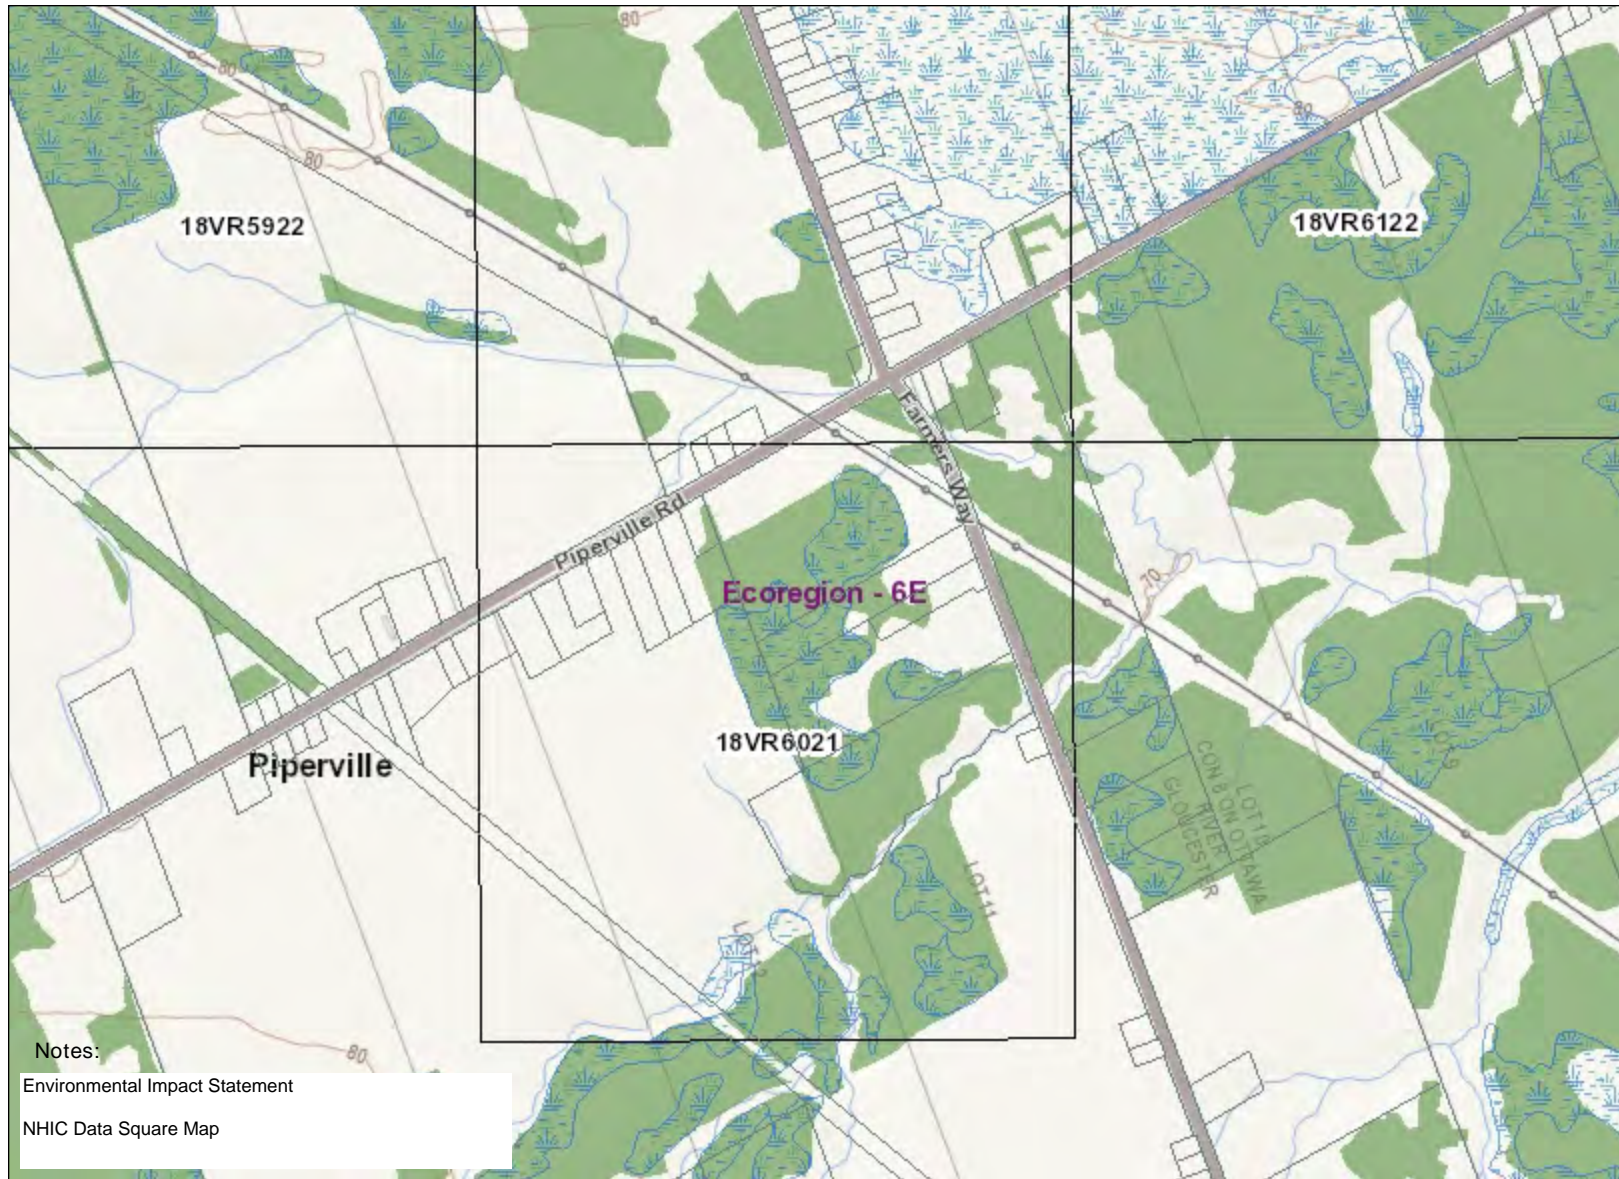 80
80
80
80
18VR5922
18VR6122
Farmers Way
Piperville Rd
Ecoregion - 6E
70
18VR6021
Piperville
LOT 10
CON 8 ON OTTAWA
RIVER
GLOUCESTER
LOT 11
LOT 12
80
Notes:
Environmental Impact Statement
NHIC Data Square Map